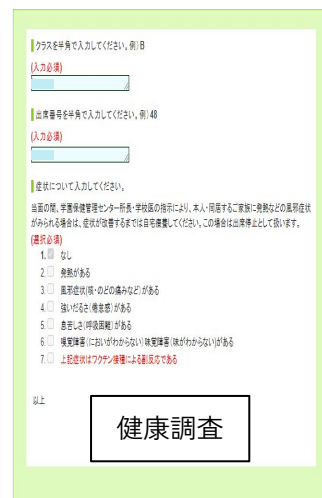 クラスを半角で入力してください。例)B
(入力必須)
出席番号を半角で入力してください。例)48
(入力必須)
症状について入力してください。
当面の間、学園保健管理センター所長・学校医の指示により、本人・同居するご家族に発熱などの風邪症状
がみられる場合は、症状が改善するまでは自宅療養してください。この場合は出席停止として扱います。
(選択必須)
1. なし
2. 発熱がある
3. 風邪症状(咳・のどの痛みなど)がある
4. 強いだるさ(倦怠感)がある
5. 息苦しさ(呼吸困難)がある
6. 嗅覚障害(においがわからない)味覚障害(味がわからない)がある
7. 上記症状はワクチン接種による副反応である
以上
健康調査